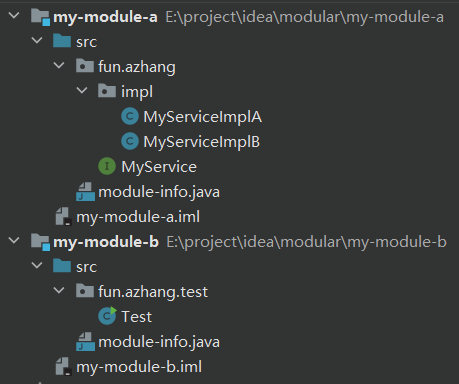 my-module-a E:\project\idea\modular\my-module-a
src
fun.azhang
impl
C MyServiceImplA
C MyServiceImplB
I MyService
module-info.java
my-module-a.iml
my-module-b E:\project\idea\modular\my-module-b
src
fun.azhang.test
C Test
module-info.java
my-module-b.iml